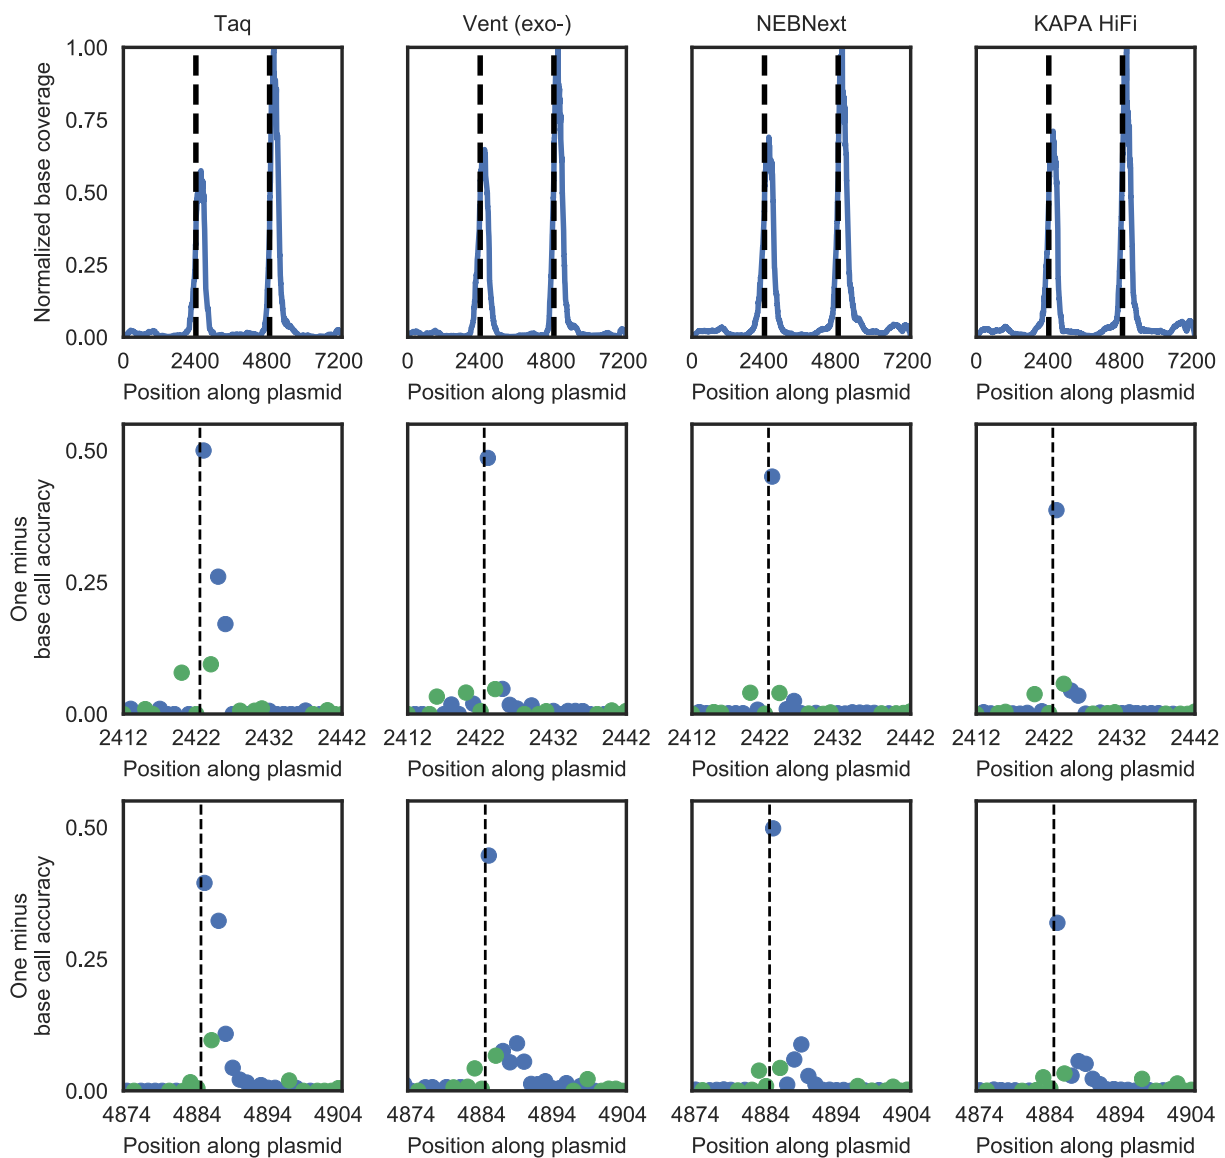 Taq Vent (exo-) NEBNext KAPA HiFi
Normalized base coverage
1.00
0.75
0.50
0.25
0.00
0 2400 4800 7200 0 2400 4800 7200 0 2400 4800 7200 0 2400 4800 7200
Position along plasmid Position along plasmid Position along plasmid Position along plasmid
One minus
base call accuracy
0.50
0.25
0.00
2412 2422 2432 2442 2412 2422 2432 2442 2412 2422 2432 2442 2412 2422 2432 2442
Position along plasmid Position along plasmid Position along plasmid Position along plasmid
One minus
base call accuracy
0.50
0.25
0.00
4874 4884 4894 4904 4874 4884 4894 4904 4874 4884 4894 4904 4874 4884 4894 4904
Position along plasmid Position along plasmid Position along plasmid Position along plasmid